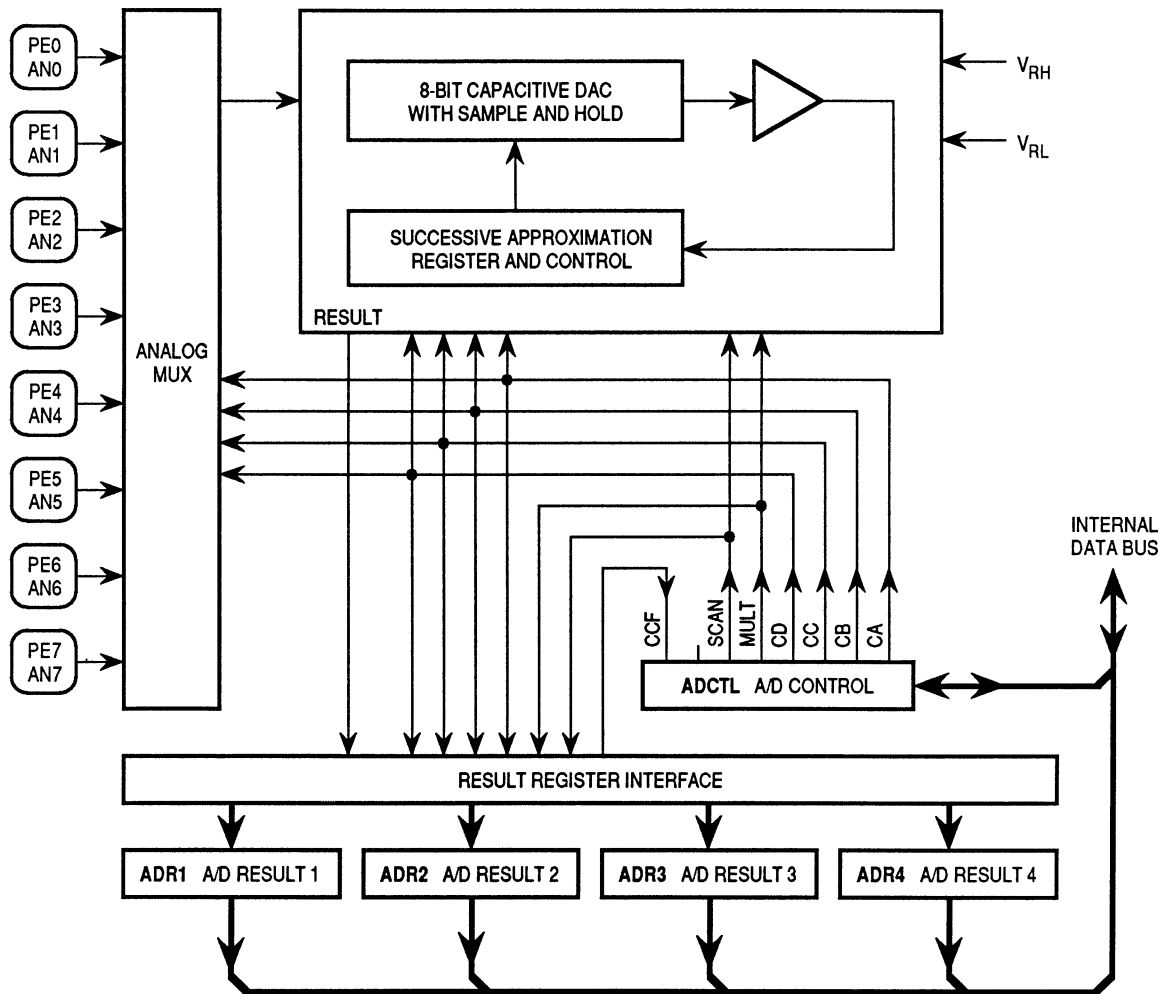 PE0
AN0
PE1
AN1
PE2
AN2
PE3
AN3
PE4
AN4
PE5
AN5
PE6
AN6
PE7
AN7
ANALOG
MUX
8-BIT CAPACITIVE DAC
WITH SAMPLE AND HOLD
SUCCESSIVE APPROXIMATION
REGISTER AND CONTROL
RESULT
VRH
VRL
INTERNAL
DATA BUS
CCF
SCAN
MULT
CD
CC
CB
CA
ADCTL A/D CONTROL
RESULT REGISTER INTERFACE
ADR1 A/D RESULT 1
ADR2 A/D RESULT 2
ADR3 A/D RESULT 3
ADR4 A/D RESULT 4